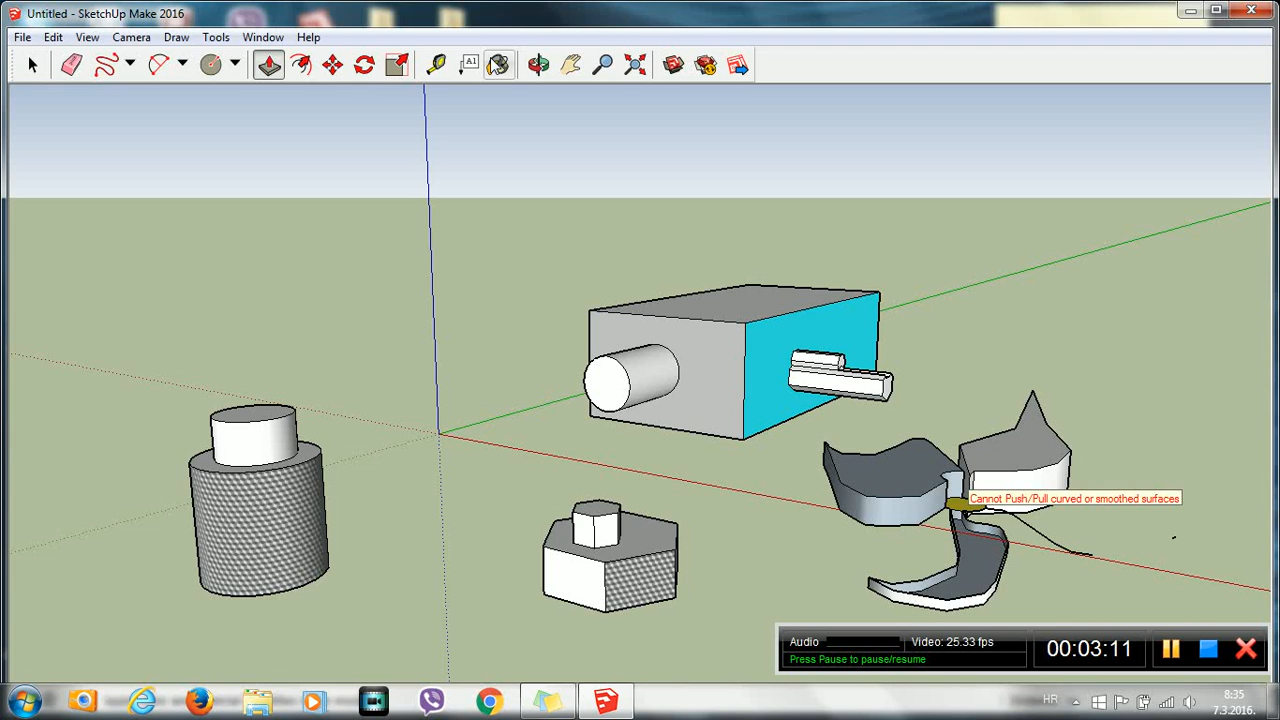 Untitled - SketchUp Make 2016
File Edit View Camera Draw Tools Window Help
A1
Cannot Push/Pull curved or smoothed surfaces
Audio
Video: 25.33 fps
Press Pause to pause/resume
00:03:11
HR
8:35
7.3.2016.